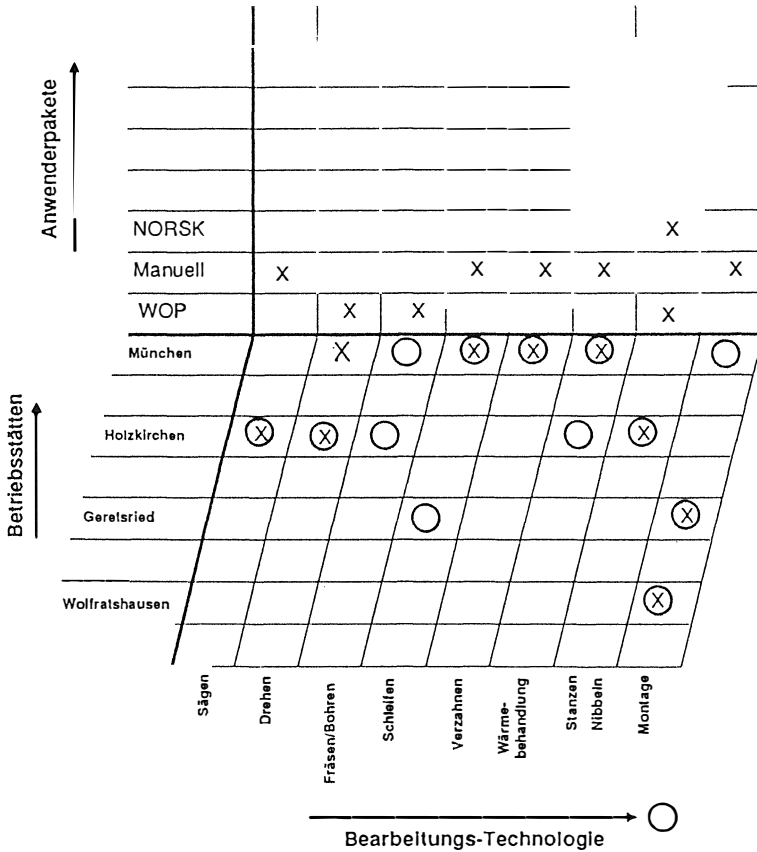 Anwenderpakete
NORSK
X
Manuell
X X X X X
WOP
X X X
Betriebsstätten
München
X X X X
Holzkirchen
X X X
Geretsried
X
Wolfratshausen
X
Sägen
Drehen
Fräsen/Bohren
Schleifen
Verzahnen
Wärme-
behandlung
Stanzen
Nibbeln
Montage
Bearbeitungs-Technologie